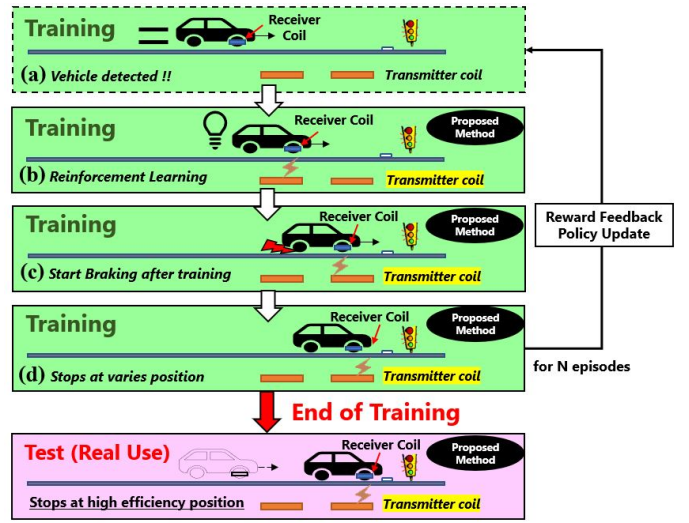 Training
Receiver
Coil
(a) Vehicle detected !!
Transmitter coil
Training
Receiver Coil
Proposed
Method
(b) Reinforcement Learning
Transmitter coil
Training
Receiver Coil
Proposed
Method
(c) Start Braking after training
Transmitter coil
Training
Receiver Coil
Proposed
Method
(d) Stops at varies position
Transmitter coil
Reward Feedback
Policy Update
for N episodes
End of Training
Test (Real Use)
Receiver Coil
Proposed
Method
Stops at high efficiency position
Transmitter coil